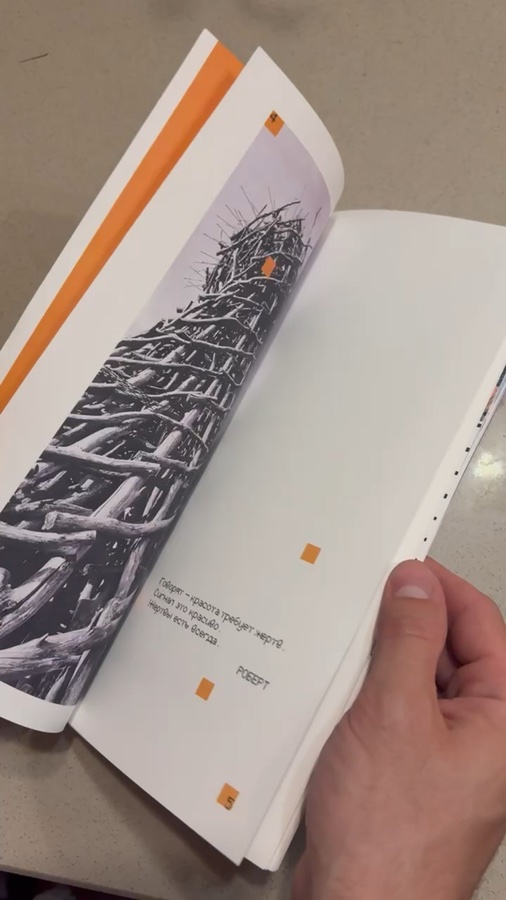 4
Говорят – красота требует жертв.
Сигнал это красиво.
Жертвы есть всегда.
РОБЕРТ
5